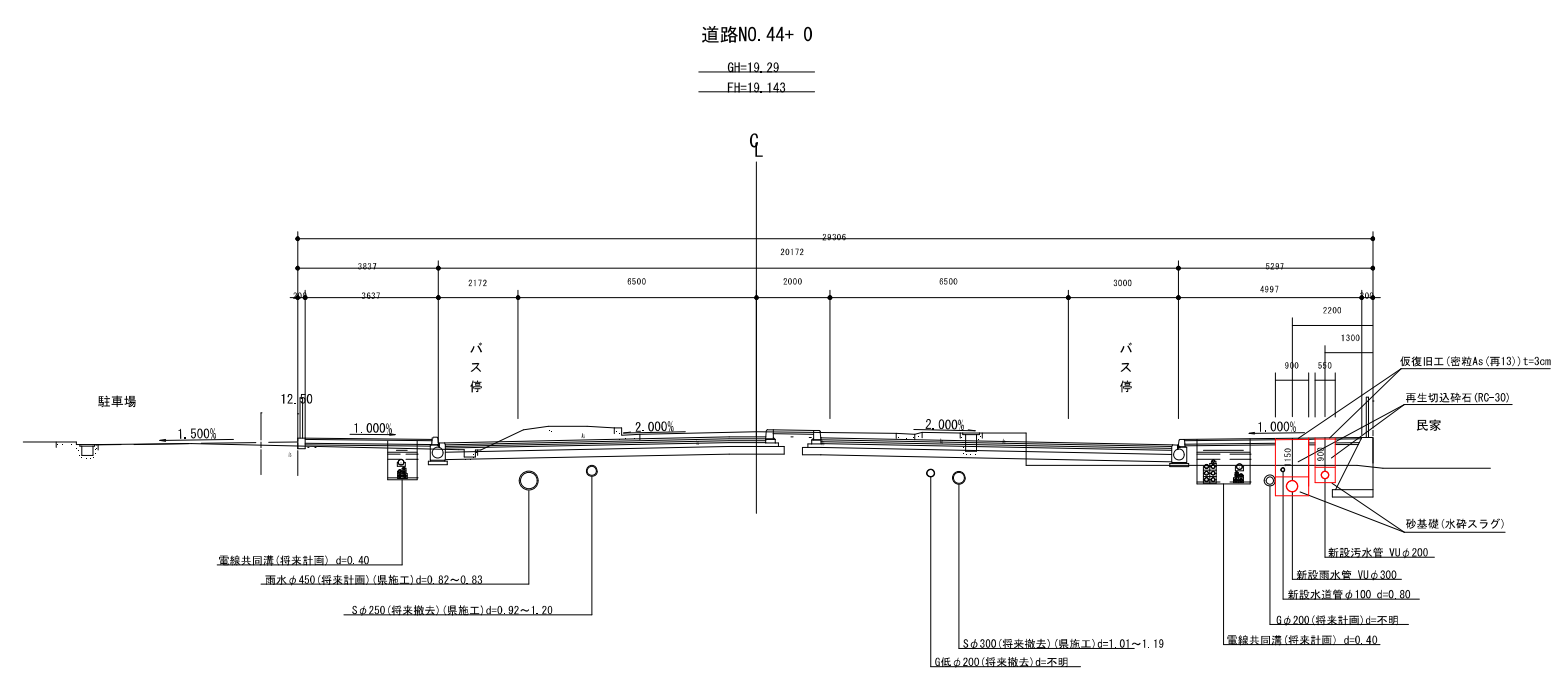 道路NO.44+ 0
GH=19.29
FH=19.143
CL
29306
20172
3837
5297
2172
6500
2000
6500
3000
200
3637
4997
500
2200
1300
バス停
バス停
900
550
仮復旧工(密粒As(再13))t=3cm
再生切込砕石(RC-30)
駐車場
12.50
民家
1.500%
1.000%
2.000%
2.000%
1.000%
1150
900
砂基礎(水砕スラグ)
新設汚水管 VUφ200
電線共同溝(将来計画) d=0.40
雨水φ450(将来計画)(県施工)d=0.82～0.83
新設雨水管 VUφ300
新設水道管φ100 d=0.80
Sφ250(将来撤去)(県施工)d=0.92～1.20
Gφ200(将来計画)d=不明
電線共同溝(将来計画) d=0.40
Sφ300(将来撤去)(県施工)d=1.01～1.19
G低φ200(将来撤去)d=不明